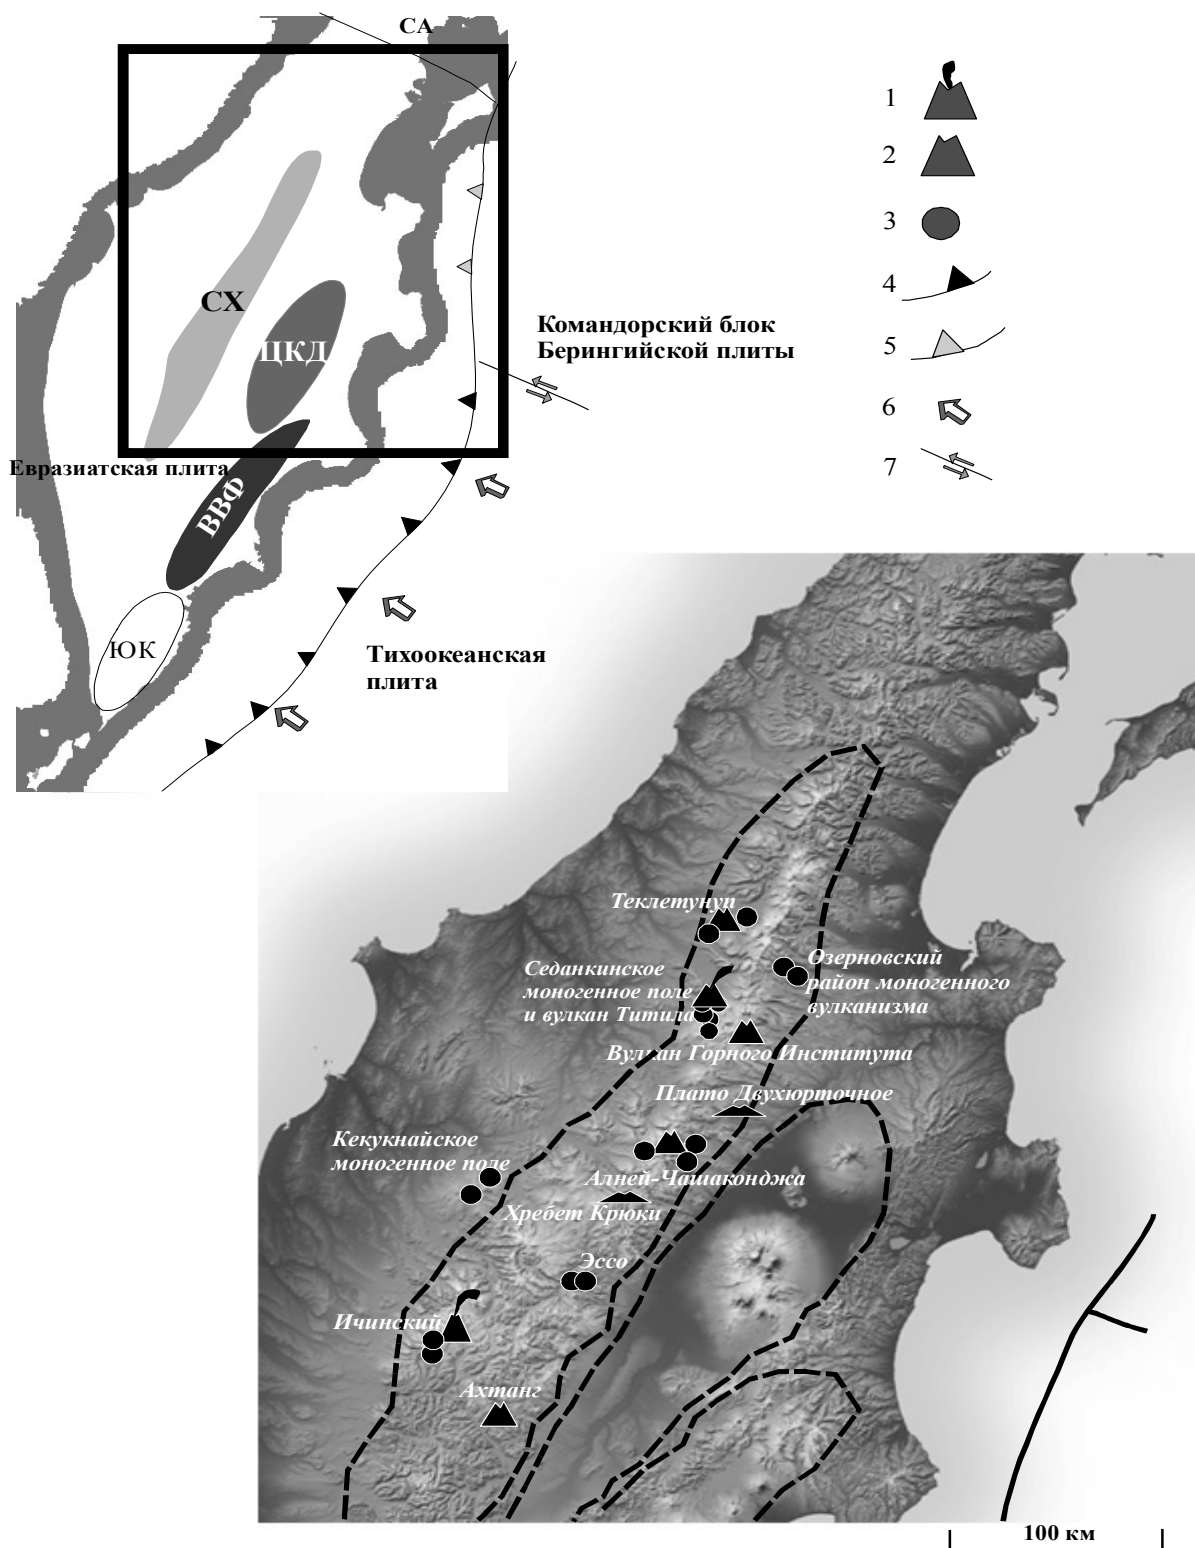 СА
1
2
3
4
5
6
7
СХ
ЦКД
Командорский блок
Берингийской плиты
Евразиатская плита
ВВФ
ЮК
Тихоокеанская
плита
Теклетунуп
Седанкинское
моногенное поле
и вулкан Титила
Озерновский
район моногенного
вулканизма
Вулкан Горного Института
Плато Двухюрточное
Кекукнайское
моногенное поле
Алней-Чашаконджа
Хребет Крюки
Эссо
Ичинский
Ахтанг
100 км